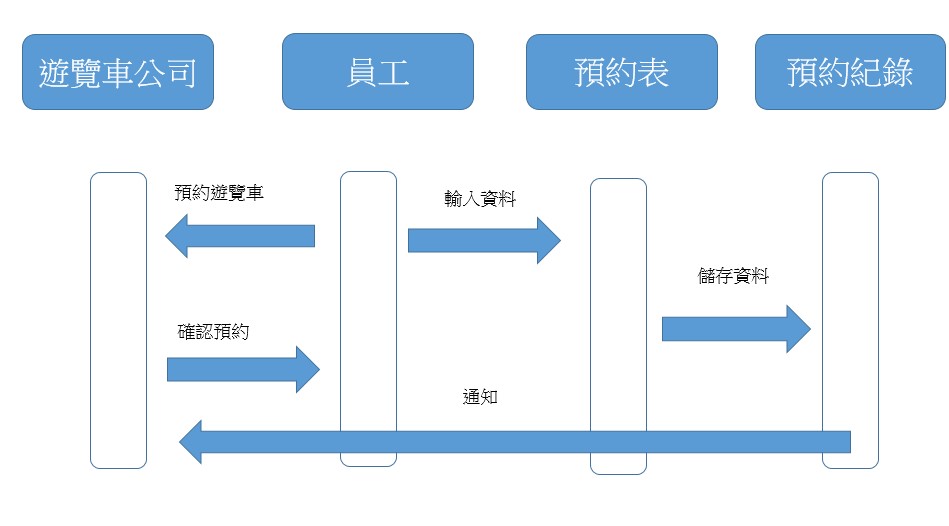 遊覽車公司
員工
預約表
預約紀錄
預約遊覽車
輸入資料
儲存資料
確認預約
通知